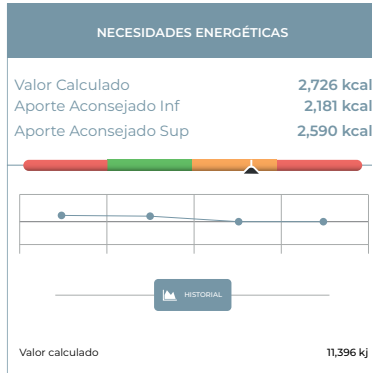 NECESIDADES ENERGÉTICAS
Valor Calculado 2,726 kcal
Aporte Aconsejado Inf 2,181 kcal
Aporte Aconsejado Sup 2,590 kcal
HISTORIAL
Valor calculado 11,396 kj